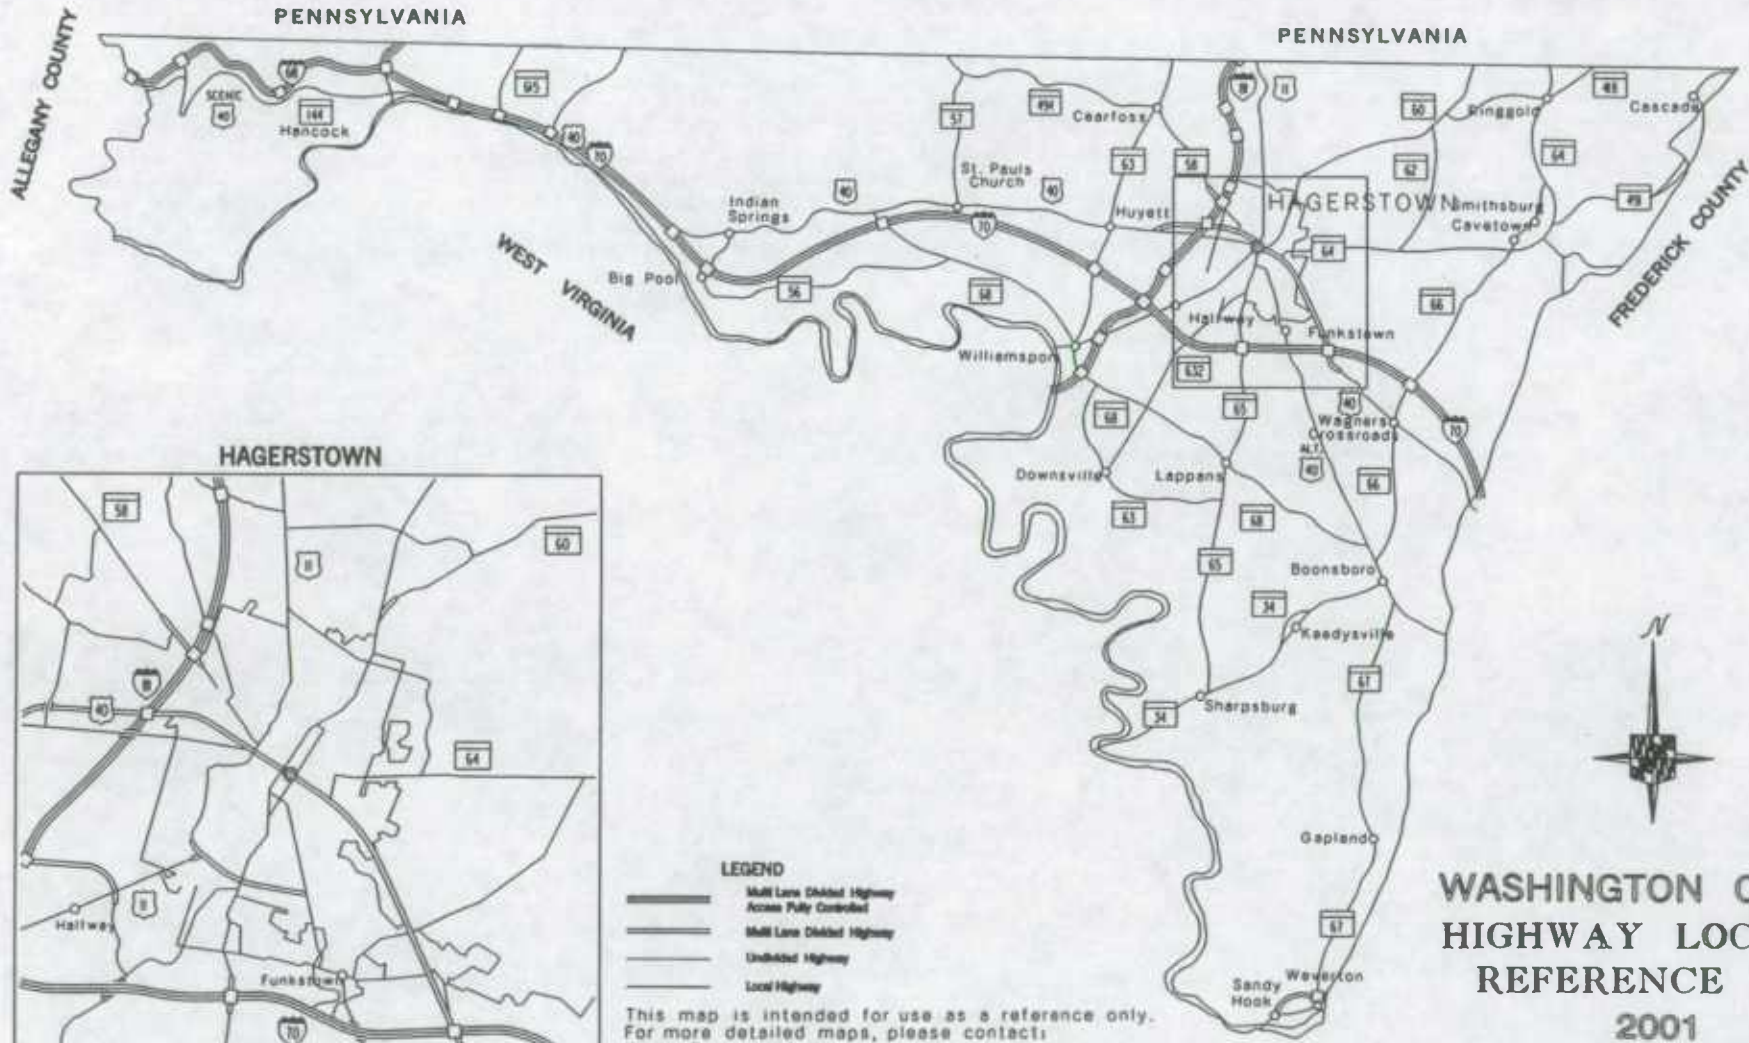 PENNSYLVANIA
PENNSYLVANIA
ALLEGANY COUNTY
68
SCENIC
40
144
Hancock
615
40
70
57
494
Cearfoss
63
58
81
11
60
Ringgold
418
Cascade
64
62
491
St. Pauls
Church
40
40
Indian
Springs
Huyett
HAGERSTOWN
Smithsburg
Cavetown
70
64
WEST VIRGINIA
Big Pool
56
68
66
FREDERICK COUNTY
Halfway
Funkstown
Williamsport
632
65
68
40
Wagners
Crossroads
70
ALT.
40
Downsville
Lappans
66
63
68
65
Boonsboro
34
Keedysville
67
Sharpsburg
34
Gapland
67
Sandy
Hook
Weverton
N
HAGERSTOWN
58
11
60
81
40
64
11
Halfway
Funkstown
70
LEGEND
Multi Lane Divided Highway
Access Fully Controlled
Multi Lane Divided Highway
Undivided Highway
Local Highway
This map is intended for use as a reference only.
For more detailed maps, please contact:
WASHINGTON C
HIGHWAY LOC
REFERENCE
2001